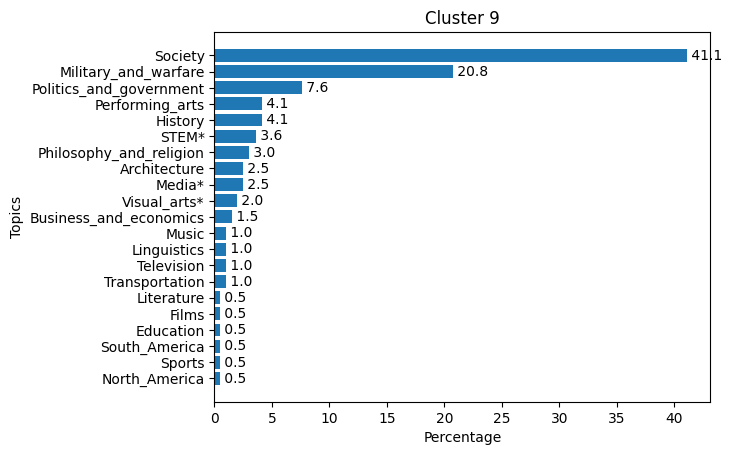 Cluster 9
Society 41.1
Military_and_warfare 20.8
Politics_and_government 7.6
Performing_arts 4.1
History 4.1
STEM* 3.6
Philosophy_and_religion 3.0
Architecture 2.5
Media* 2.5
Visual_arts* 2.0
Business_and_economics 1.5
Music 1.0
Linguistics 1.0
Television 1.0
Transportation 1.0
Literature 0.5
Films 0.5
Education 0.5
South_America 0.5
Sports 0.5
North_America 0.5
0 5 10 15 20 25 30 35 40
Percentage
Topics